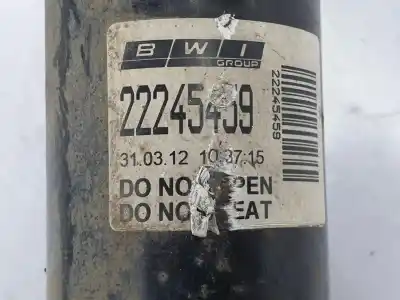 BWI
GROUP
22245459
22245459
31.03.12 10:37:15
DO NO PEN
DO NO EAT